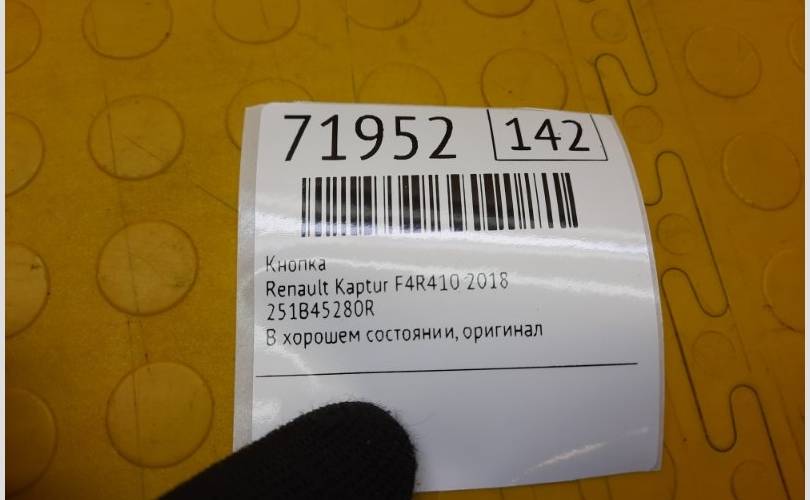 71952 142
Кнопка
Renault Kaptur F4R410 2018
251B45280R
В хорошем состоянии, оригинал